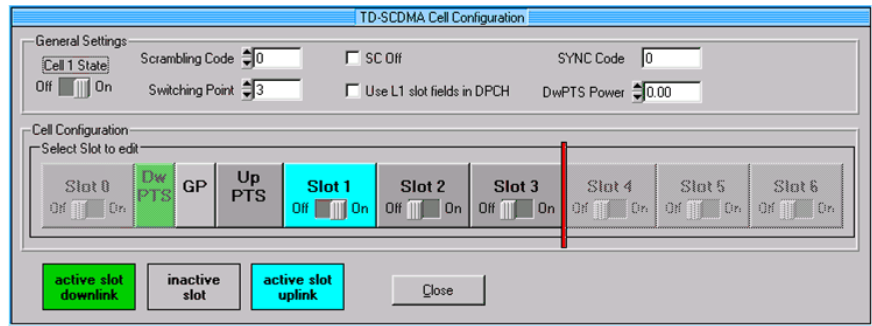 TD-SCDMA Cell Configuration
General Settings
Cell 1 State
Off On
Scrambling Code 0
Switching Point 3
SC Off
Use L1 slot fields in DPCH
SYNC Code 0
DwPTS Power 0.00
Cell Configuration
Select Slot to edit
Slot 0
Off On
Dw
PTS
GP
Up
PTS
Slot 1
Off On
Slot 2
Off On
Slot 3
Off On
Slot 4
Off On
Slot 5
Off On
Slot 6
Off On
active slot
downlink
inactive
slot
active slot
uplink
Close